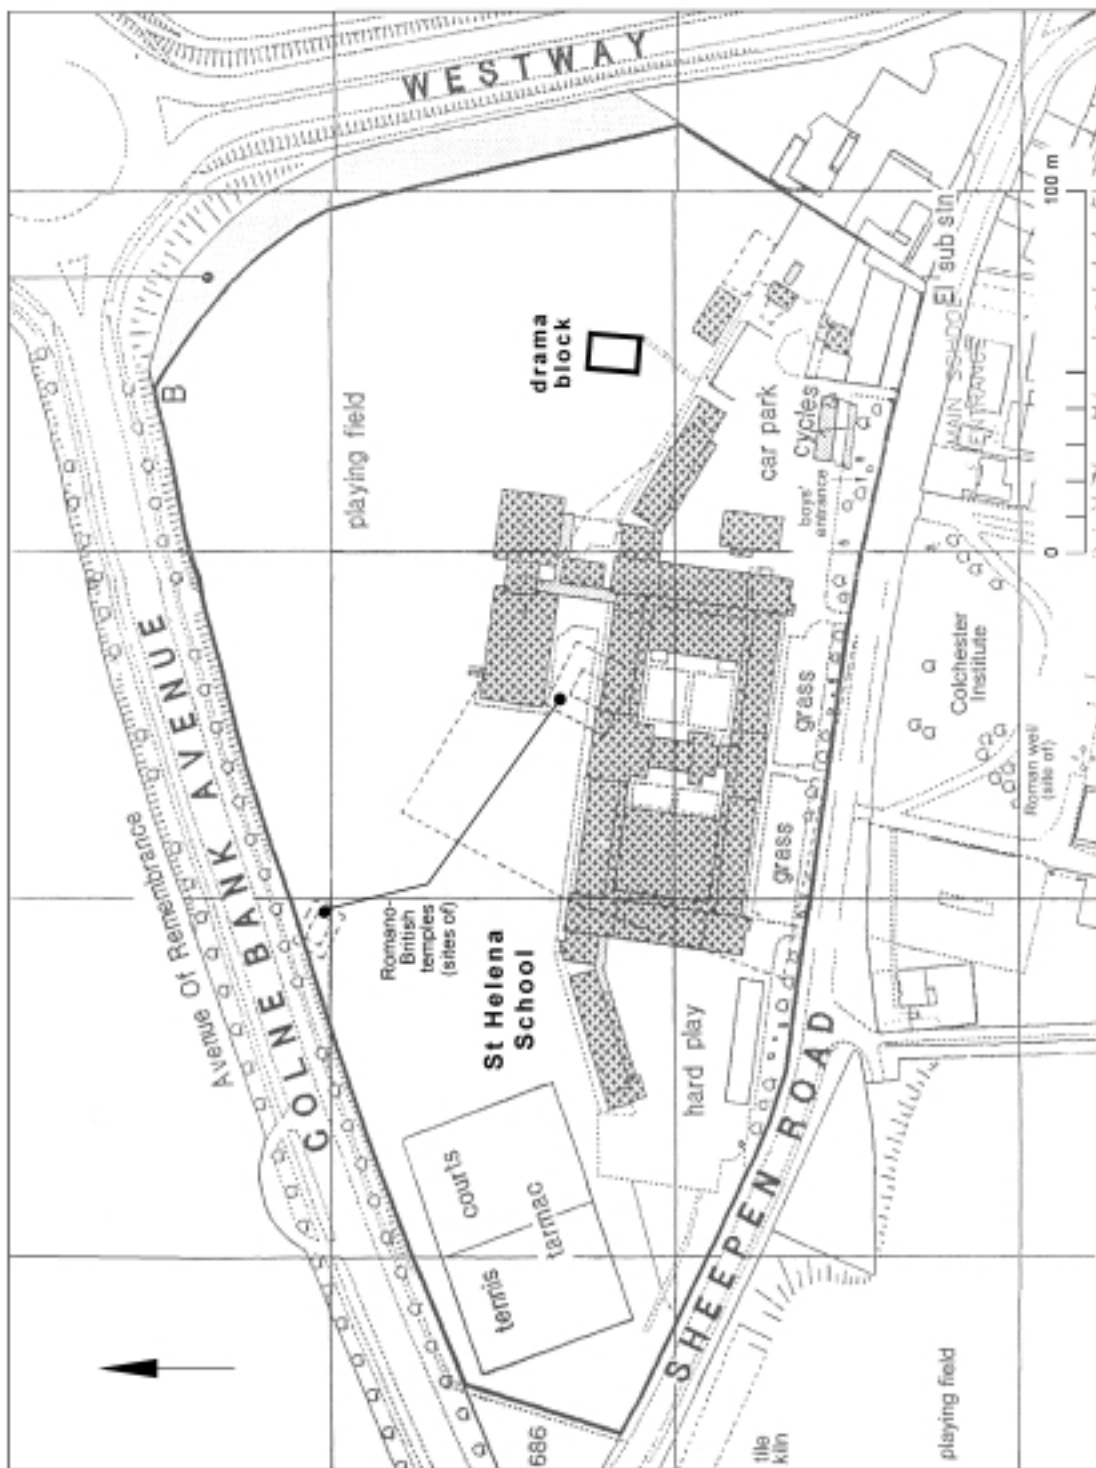 WESTWAY
B
playing field
drama
block
COLNEBANK AVENUE
Avenue Of Remembrance
Romano-
British
temples
(sites of)
St Helena
School
tennis courts
tarmac
hard play
grass
grass
car park
cycles
boys'
entrance
El sub stn
MAIN SCHOOL
ENTRANCE
100 m
0
Colchester
Institute
Roman well
(site of)
SHEEPEN ROAD
686
tile
kiln
playing field